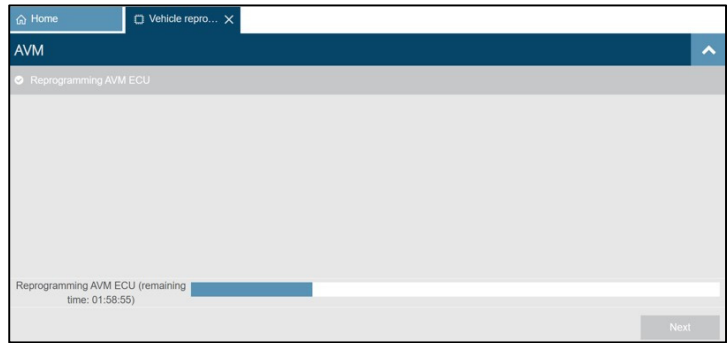 Home
Vehicle repro...
AVM
Reprogramming AVM ECU
Reprogramming AVM ECU (remaining
time: 01:58:55)
Next